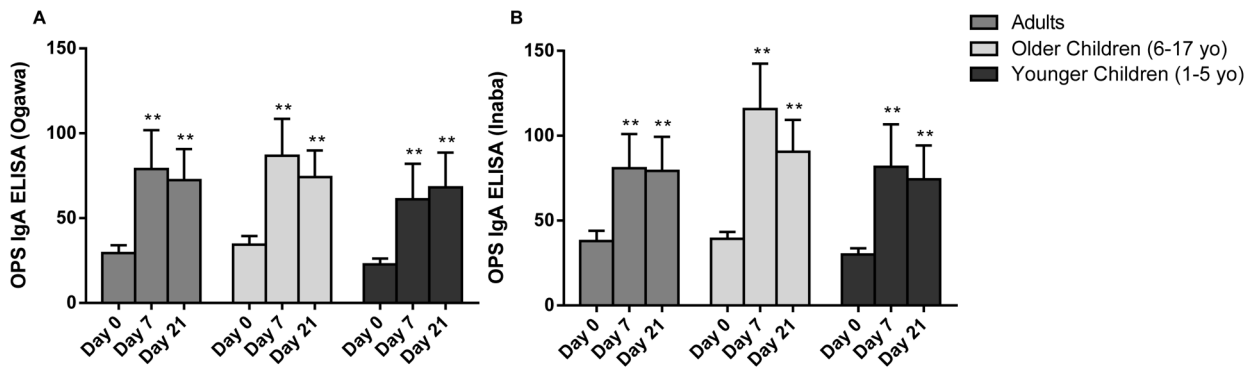 A
OPS IgA ELISA (Ogawa)
150
100
50
0
**
**
**
**
**
**
Day 0
Day 7
Day 21
Day 0
Day 7
Day 21
Day 0
Day 7
Day 21
B
OPS IgA ELISA (Inaba)
150
100
50
0
**
**
**
**
**
**
Day 0
Day 7
Day 21
Day 0
Day 7
Day 21
Day 0
Day 7
Day 21
Adults
Older Children (6-17 yo)
Younger Children (1-5 yo)